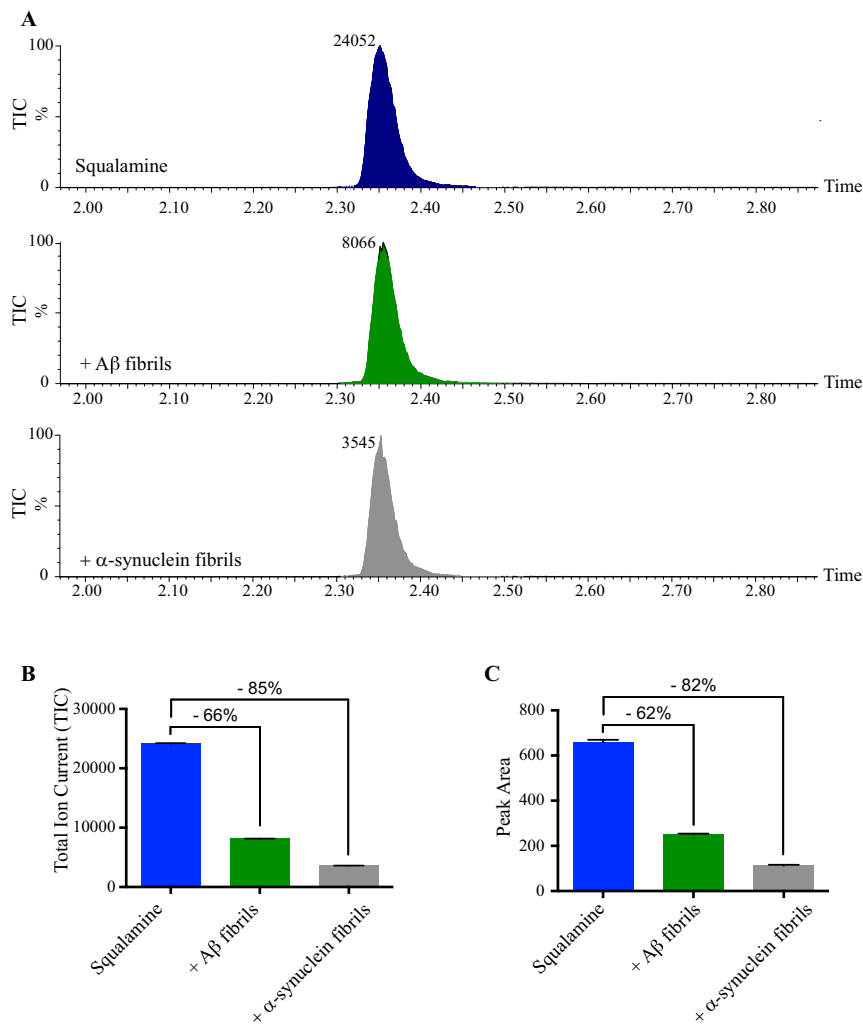 A
24052
100
TIC
%
Squalamine
0
Time
2.00 2.10 2.20 2.30 2.40 2.50 2.60 2.70 2.80
8066
100
TIC
%
+ Aβ fibrils
0
Time
2.00 2.10 2.20 2.30 2.40 2.50 2.60 2.70 2.80
3545
100
TIC
%
+ α-synuclein fibrils
0
Time
2.00 2.10 2.20 2.30 2.40 2.50 2.60 2.70 2.80
B
Total Ion Current (TIC)
30000
20000
10000
0
- 85%
- 66%
Squalamine
+ Aβ fibrils
+ α-synuclein fibrils
C
Peak Area
800
600
400
200
0
- 82%
- 62%
Squalamine
+ Aβ fibrils
+ α-synuclein fibrils